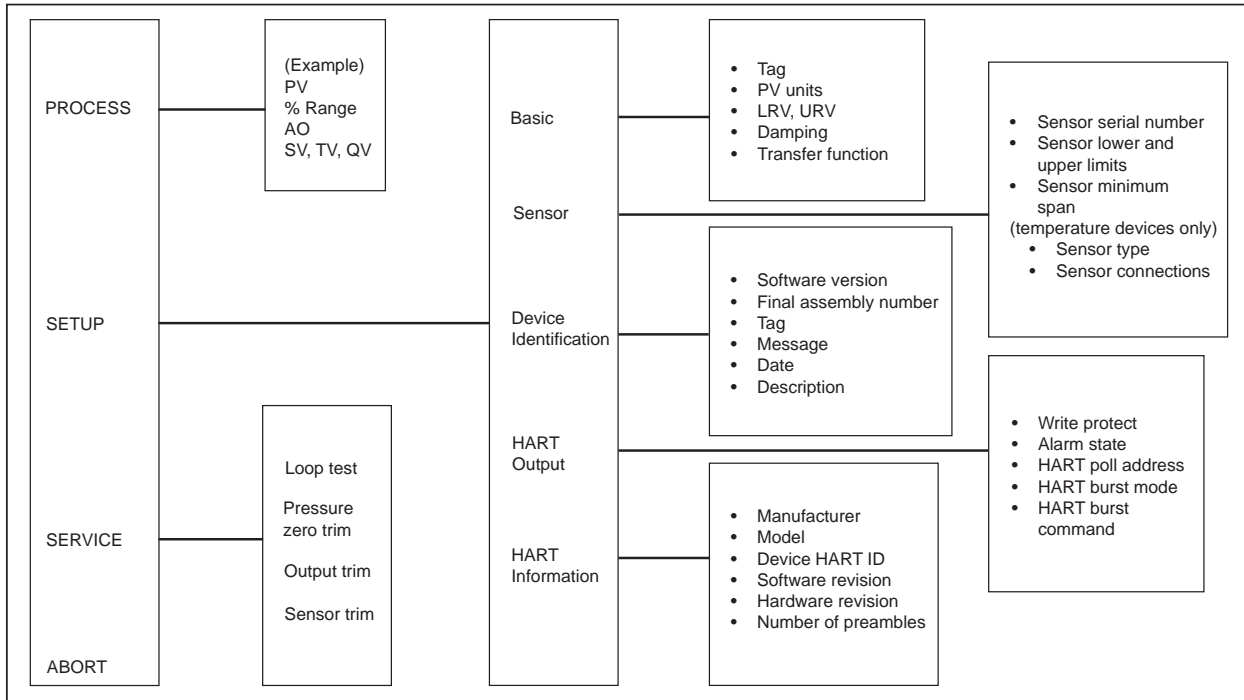 PROCESS
SETUP
SERVICE
ABORT
(Example)
PV
% Range
AO
SV, TV, QV
Loop test
Pressure
zero trim
Output trim
Sensor trim
Basic
Sensor
Device
Identification
HART
Output
HART
Information
• Tag
• PV units
• LRV, URV
• Damping
• Transfer function
• Sensor serial number
• Sensor lower and
upper limits
• Sensor minimum
span
(temperature devices only)
• Sensor type
• Sensor connections
• Software version
• Final assembly number
• Tag
• Message
• Date
• Description
• Write protect
• Alarm state
• HART poll address
• HART burst mode
• HART burst
command
• Manufacturer
• Model
• Device HART ID
• Software revision
• Hardware revision
• Number of preambles